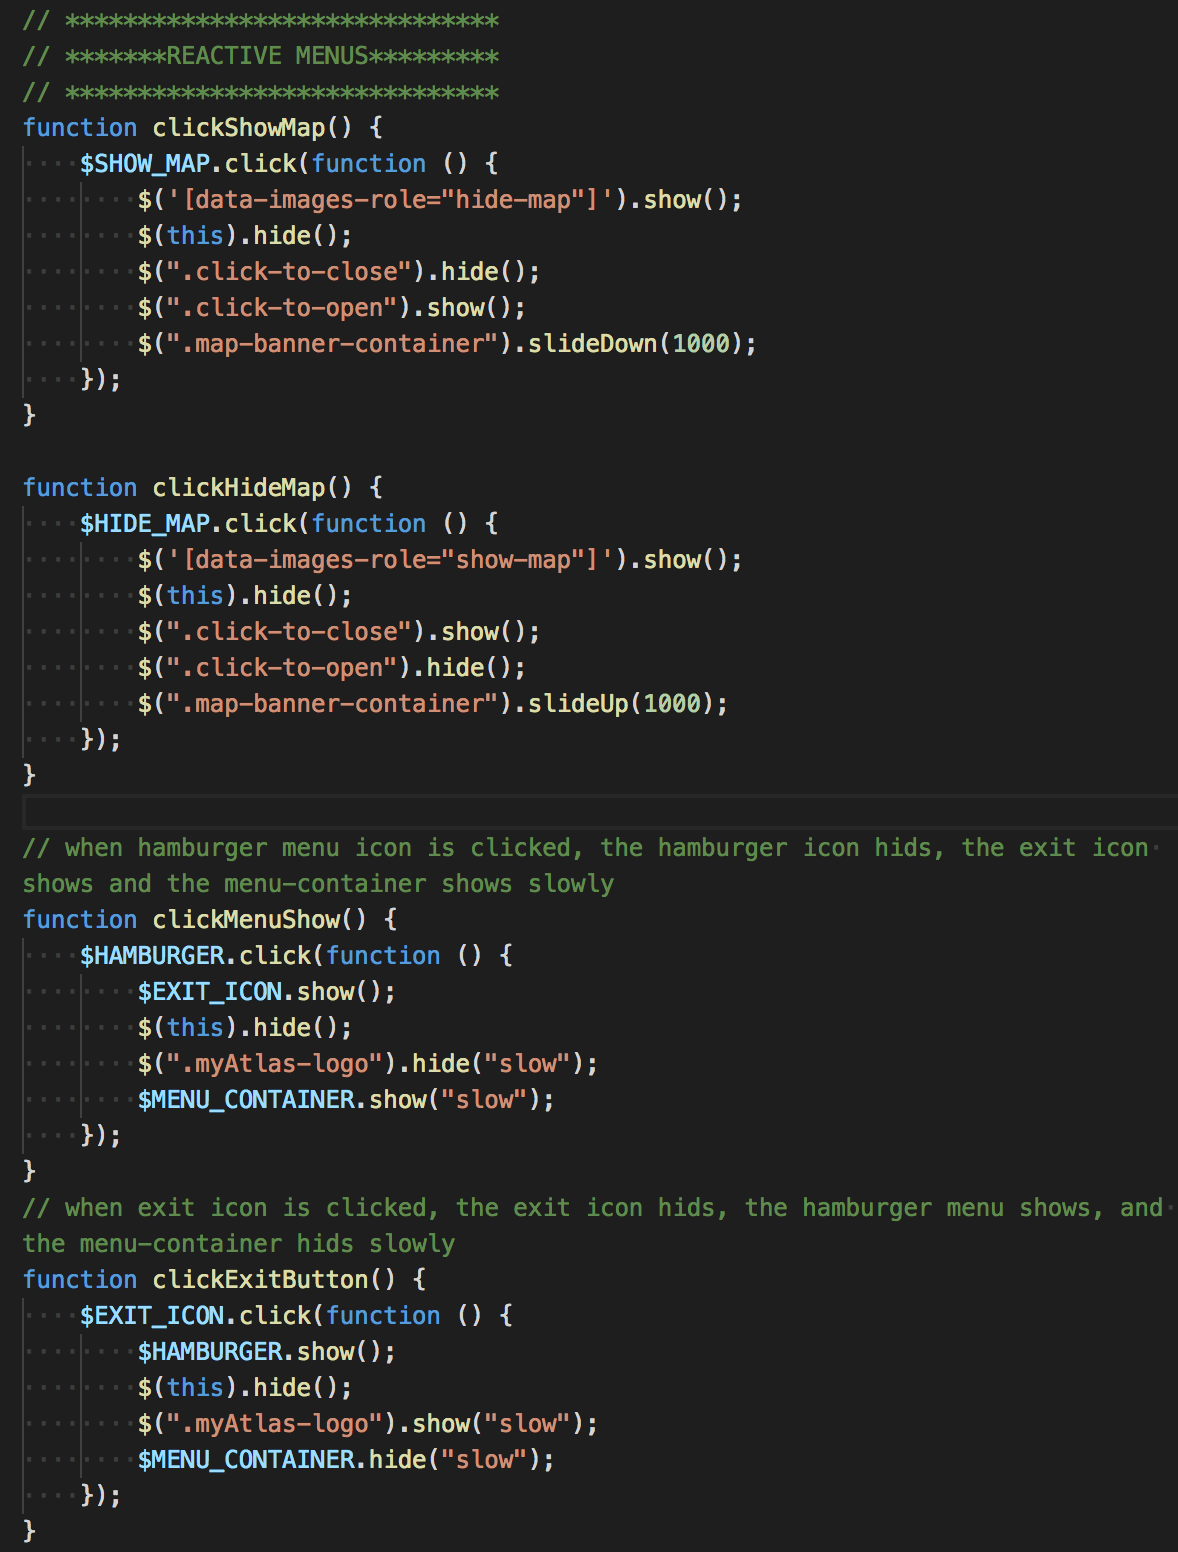 // ******************************
// *******REACTIVE MENUS*********
// ******************************
function clickShowMap() {
    $SHOW_MAP.click(function () {
        $('[data-images-role="hide-map"]').show();
        $(this).hide();
        $(".click-to-close").hide();
        $(".click-to-open").show();
        $(".map-banner-container").slideDown(1000);
    });
}

function clickHideMap() {
    $HIDE_MAP.click(function () {
        $('[data-images-role="show-map"]').show();
        $(this).hide();
        $(".click-to-close").show();
        $(".click-to-open").hide();
        $(".map-banner-container").slideUp(1000);
    });
}

// when hamburger menu icon is clicked, the hamburger icon hids, the exit icon
shows and the menu-container shows slowly
function clickMenuShow() {
    $HAMBURGER.click(function () {
        $EXIT_ICON.show();
        $(this).hide();
        $(".myAtlas-logo").hide("slow");
        $MENU_CONTAINER.show("slow");
    });
}
// when exit icon is clicked, the exit icon hids, the hamburger menu shows, and
the menu-container hids slowly
function clickExitButton() {
    $EXIT_ICON.click(function () {
        $HAMBURGER.show();
        $(this).hide();
        $(".myAtlas-logo").show("slow");
        $MENU_CONTAINER.hide("slow");
    });
}